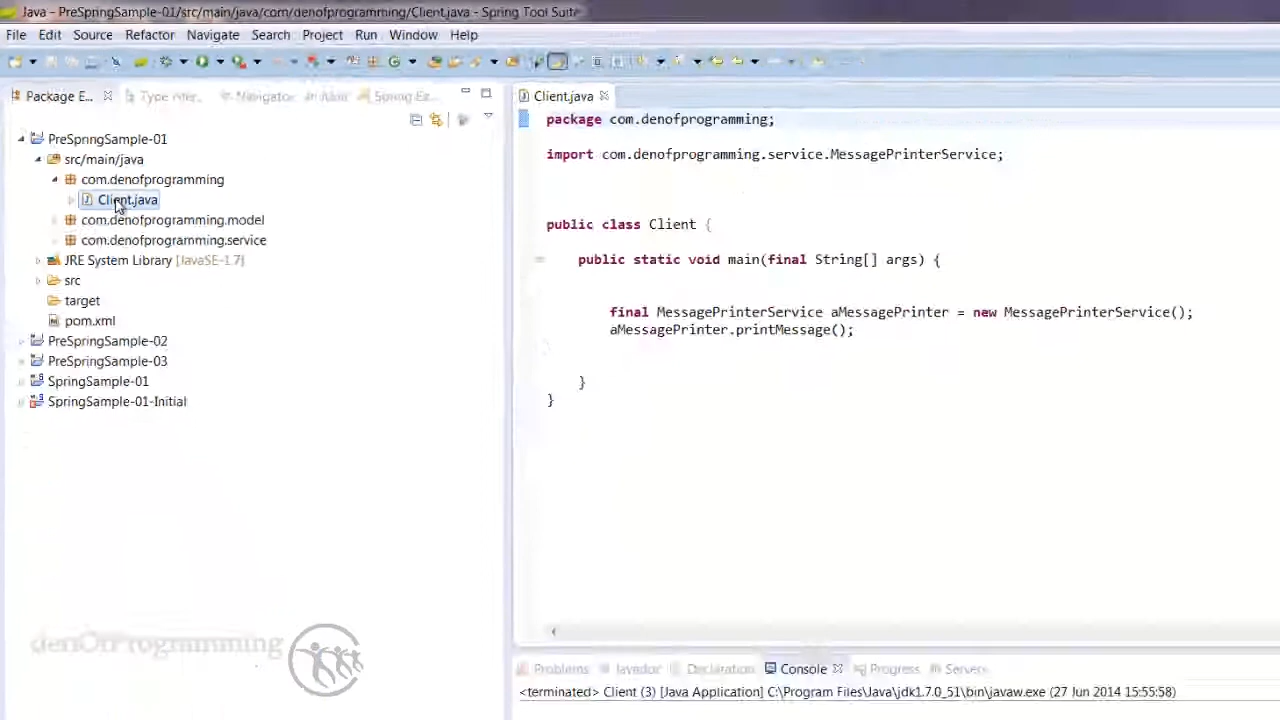 Java - PreSpringSample-01/src/main/java/com/denofprogramming/Client.java - Spring Tool Suite
File Edit Source Refactor Navigate Search Project Run Window Help
Package E... Navigator Spring Ex...
Client.java
PreSpringSample-01
src/main/java
com.denofprogramming
Client.java
com.denofprogramming.model
com.denofprogramming.service
JRE System Library [JavaSE-1.7]
src
target
pom.xml
PreSpringSample-02
PreSpringSample-03
SpringSample-01
SpringSample-01-Initial
package com.denofprogramming;
import com.denofprogramming.service.MessagePrinterService;
public class Client {
public static void main(final String[] args) {
final MessagePrinterService aMessagePrinter = new MessagePrinterService();
aMessagePrinter.printMessage();
}
}
denOfProgramming
Problems Javadoc Declaration Console Progress Servers
<terminated> Client (3) [Java Application] C:\Program Files\Java\jdk1.7.0_51\bin\javaw.exe (27 Jun 2014 15:55:58)